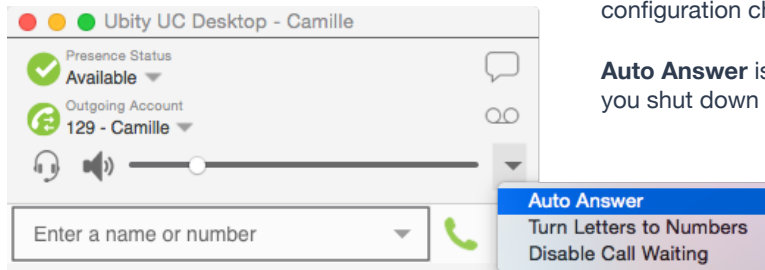 Ubity UC Desktop - Camille
Presence Status
Available
Outgoing Account
129 - Camille
Enter a name or number
Auto Answer
Turn Letters to Numbers
Disable Call Waiting
configuration
Auto Answer is
you shut down